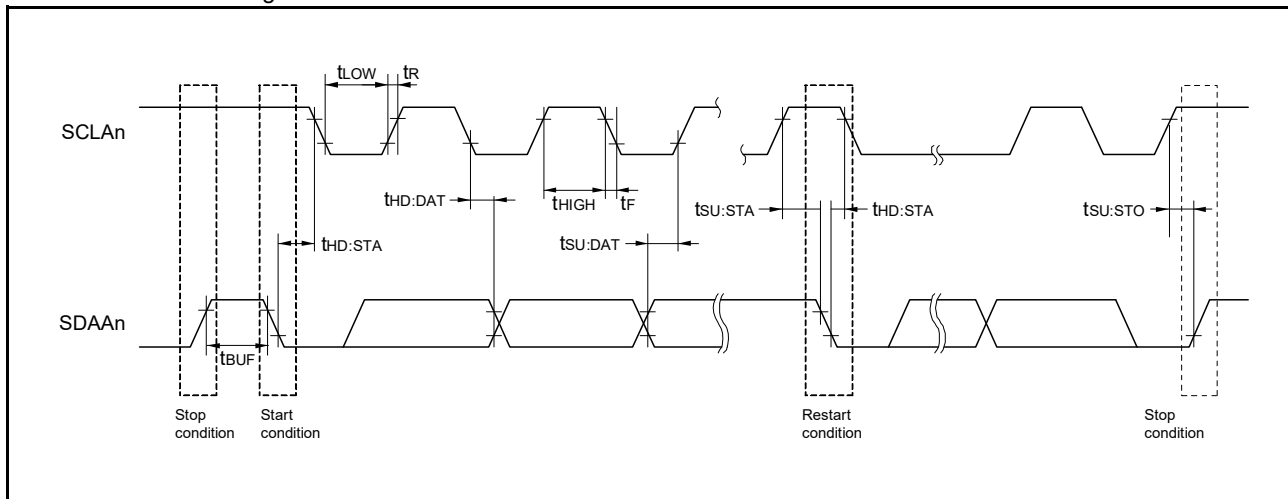 tLOW
tR
SCLAn
tHD:DAT
tHIGH
tF
tSU:STA
tHD:STA
tSU:STO
tHD:STA
tSU:DAT
SDAAn
tBUF
Stop
condition
Start
condition
Restart
condition
Stop
condition